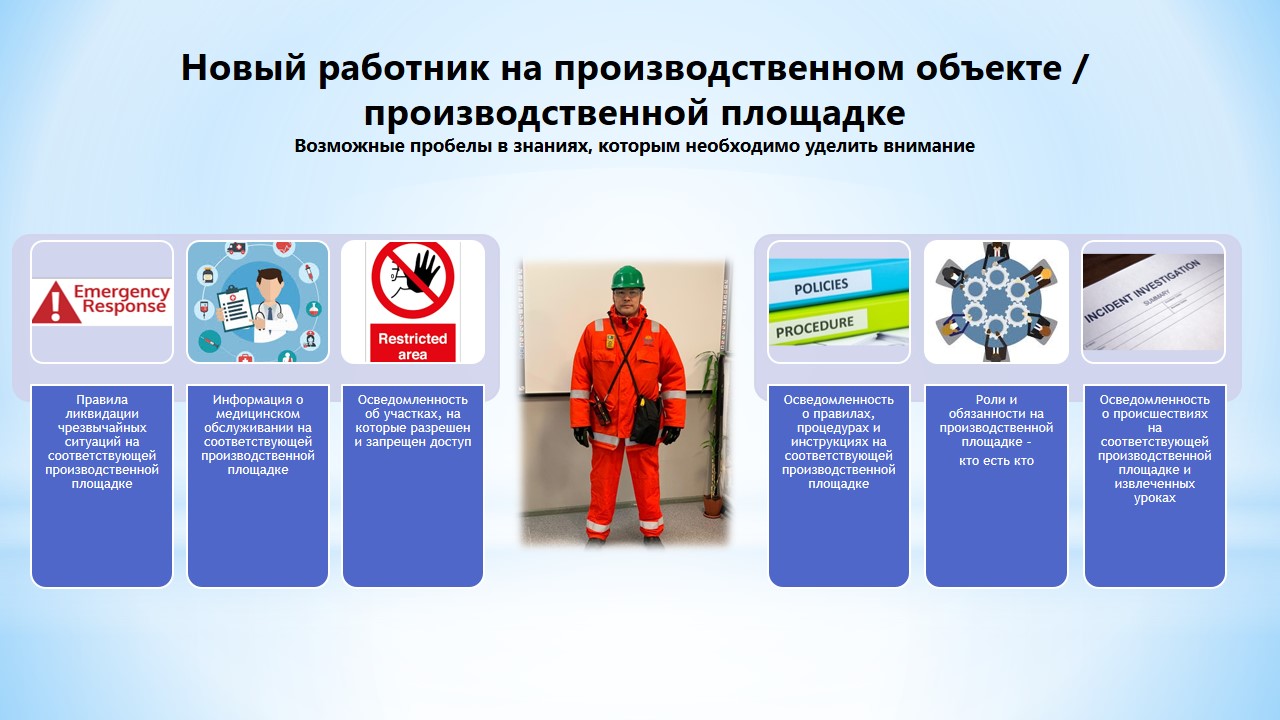 Новый работник на производственном объекте /
производственной площадке
Возможные пробелы в знаниях, которым необходимо уделить внимание
Emergency
Response
Restricted
area
POLICIES
PROCEDURE
INCIDENT INVESTIGATION
SUMMARY
Правила
ликвидации
чрезвычайных
ситуаций на
соответствующей
производственной
площадке
Информация о
медицинском
обслуживании на
соответствующей
производственной
площадке
Осведомленность
об участках, на
которые разрешен
и запрещен доступ
Осведомленность
о правилах,
процедурах и
инструкциях на
соответствующей
производственной
площадке
Роли и
обязанности на
производственной
площадке -
кто есть кто
Осведомленность
о происшествиях
на
соответствующей
производственной
площадке и
извлеченных
уроках